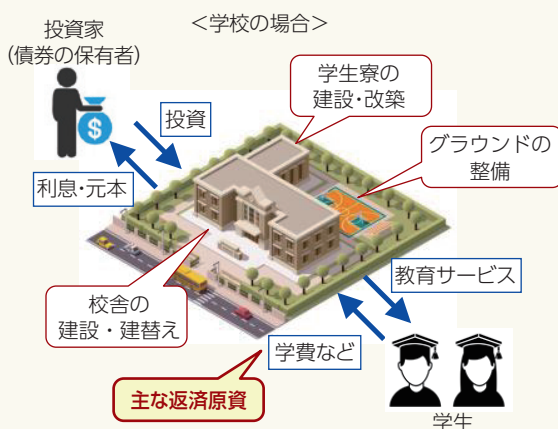 <学校の場合>
投資家
(債券の保有者)
$
投資
利息・元本
学生寮の
建設・改築
グラウンドの
整備
校舎の
建設・建替え
教育サービス
学費など
主な返済原資
学生